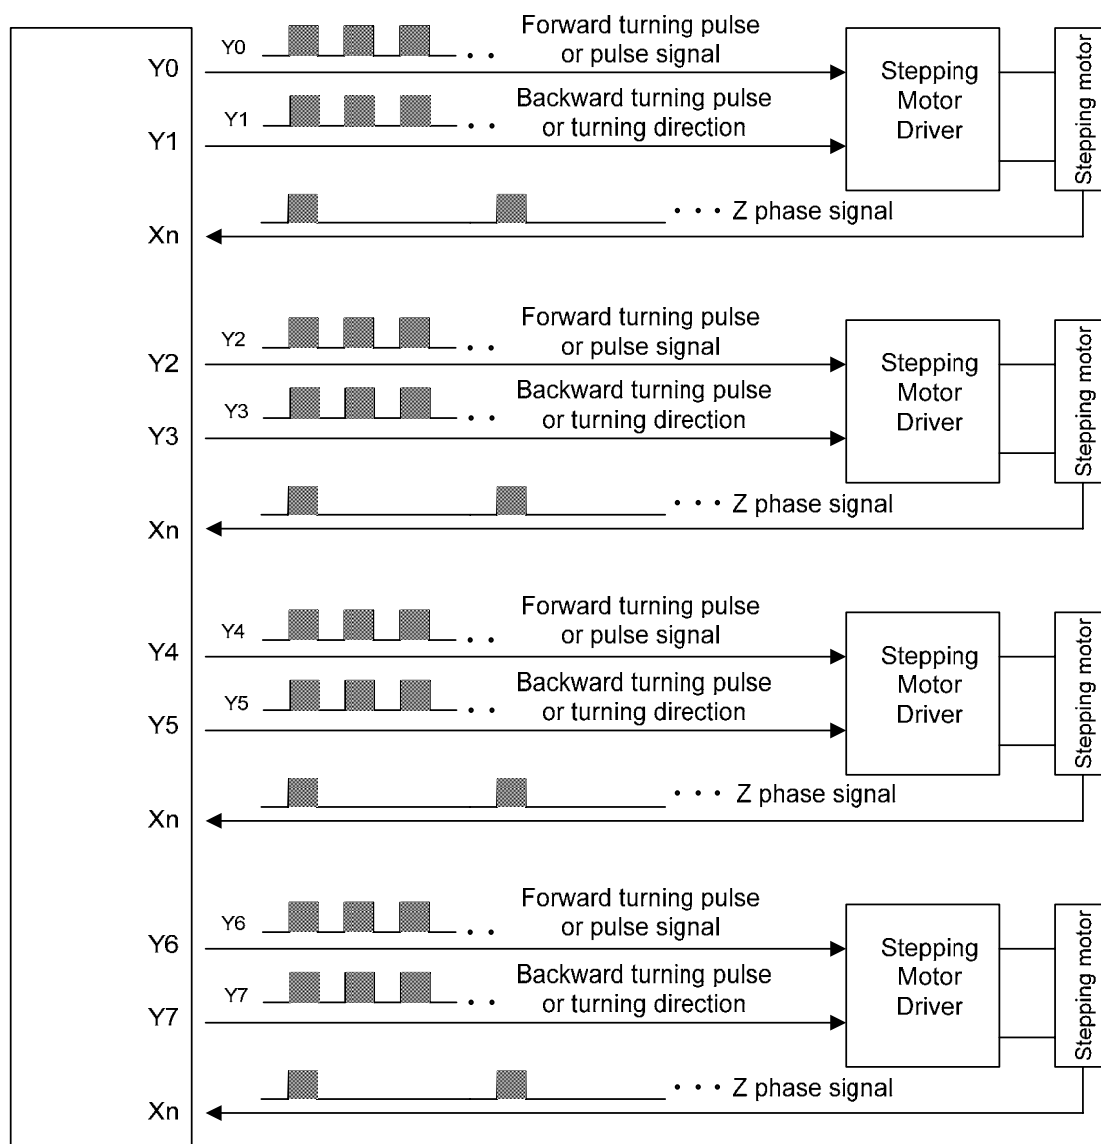 Forward turning pulse
Y0
Y0
or pulse signal
Stepping
Motor
Driver
Stepping motor
Backward turning pulse
Y1
Y1
or turning direction
Z phase signal
Xn
Forward turning pulse
Y2
Y2
or pulse signal
Stepping
Motor
Driver
Stepping motor
Backward turning pulse
Y3
Y3
or turning direction
Z phase signal
Xn
Forward turning pulse
Y4
Y4
or pulse signal
Stepping
Motor
Driver
Stepping motor
Backward turning pulse
Y5
Y5
or turning direction
Z phase signal
Xn
Forward turning pulse
Y6
Y6
or pulse signal
Stepping
Motor
Driver
Stepping motor
Backward turning pulse
Y7
Y7
or turning direction
Z phase signal
Xn